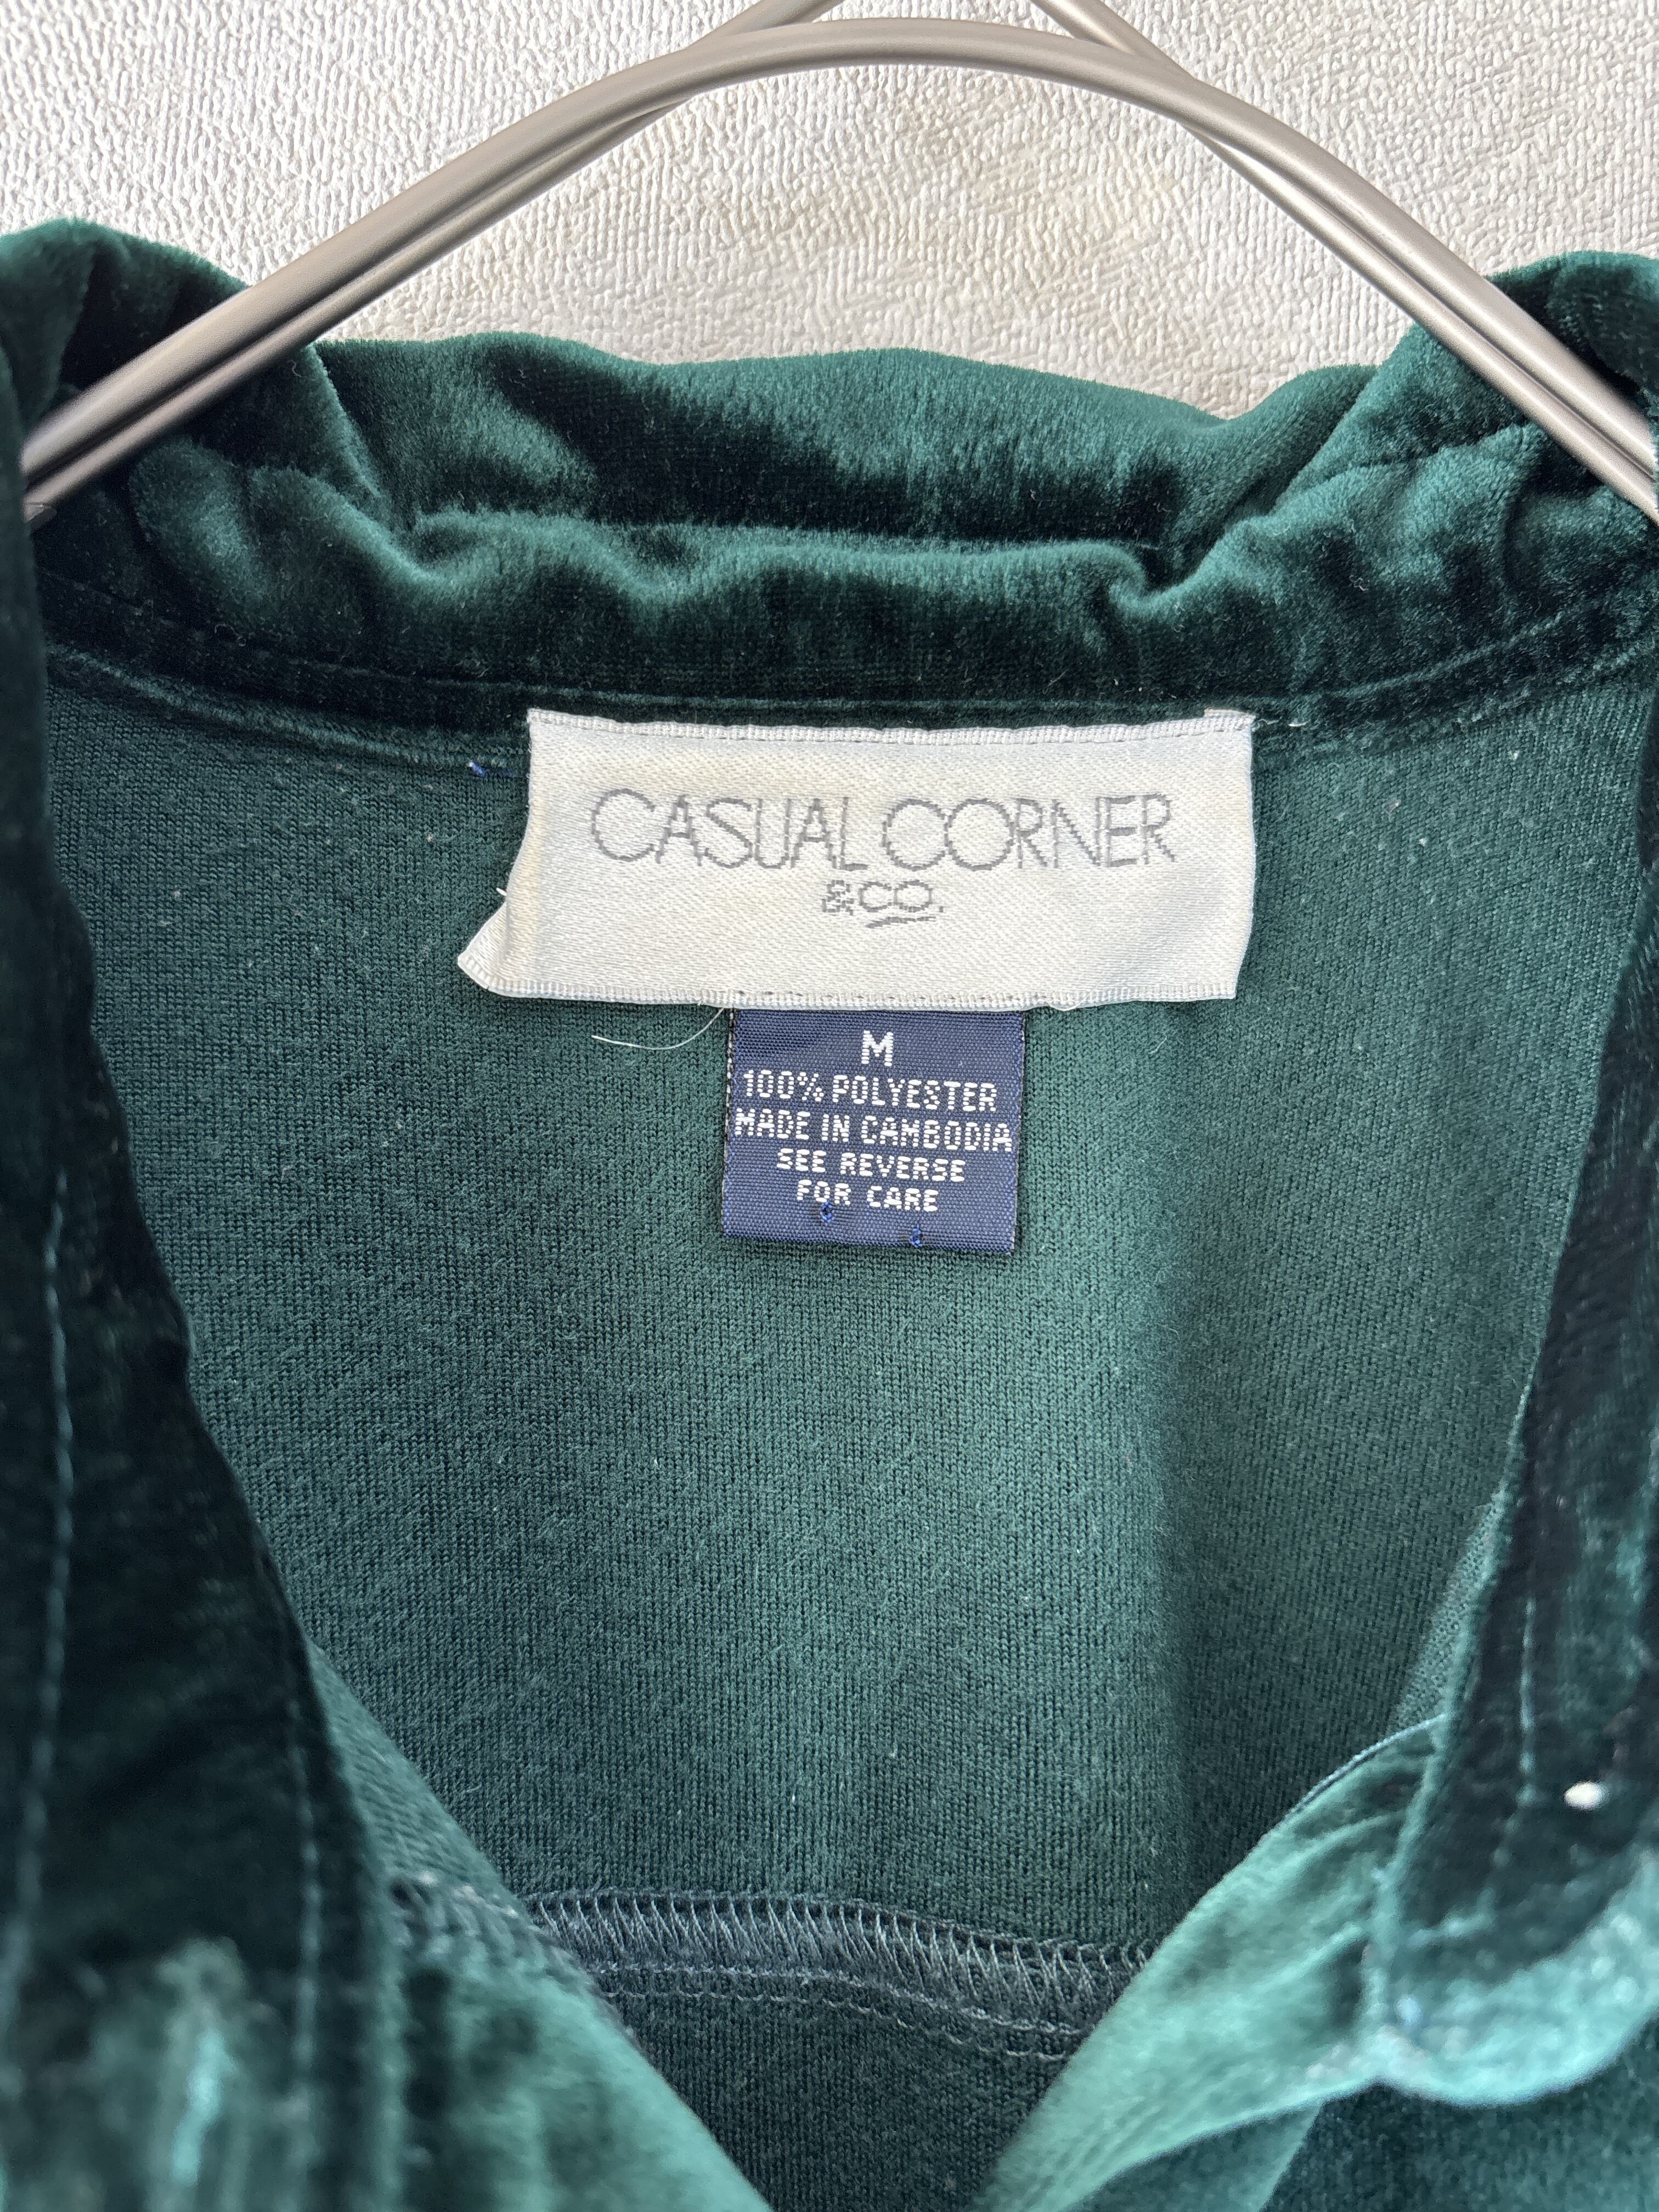 CASUAL CORNER
&CO.
M
100% POLYESTER
MADE IN CAMBODIA
SEE REVERSE
FOR CARE